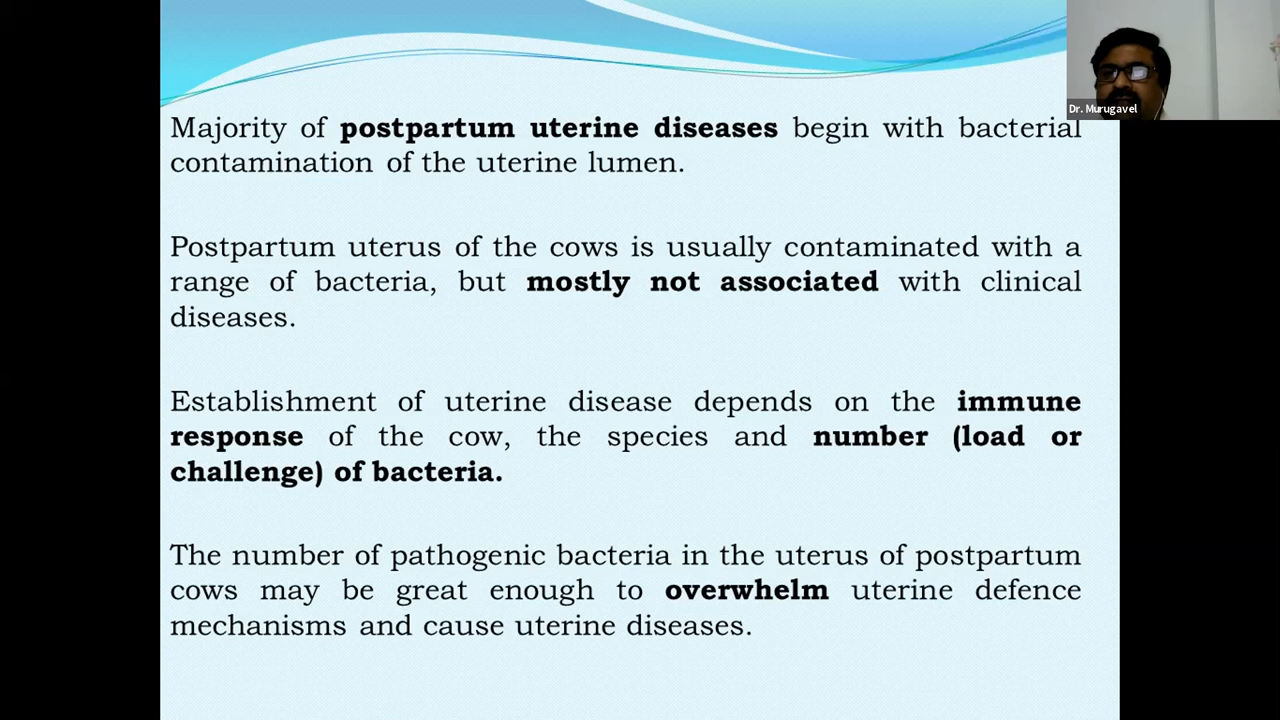 Dr. Murugavel
Majority of postpartum uterine diseases begin with bacterial
contamination of the uterine lumen.
Postpartum uterus of the cows is usually contaminated with a
range of bacteria, but mostly not associated with clinical
diseases.
Establishment of uterine disease depends on the immune
response of the cow, the species and number (load or
challenge) of bacteria.
The number of pathogenic bacteria in the uterus of postpartum
cows may be great enough to overwhelm uterine defence
mechanisms and cause uterine diseases.